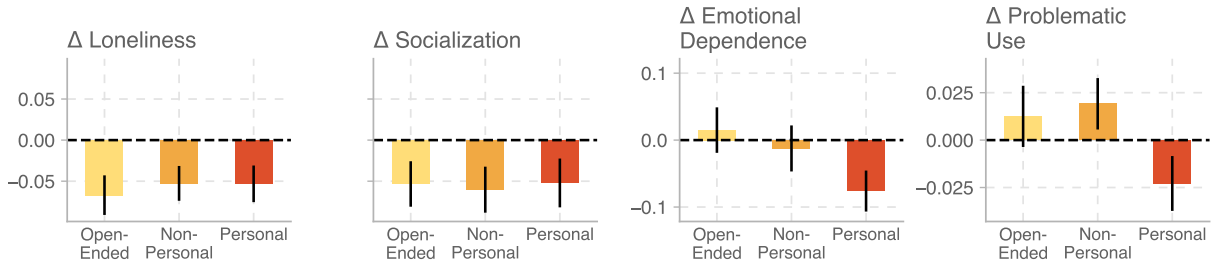 Δ Loneliness
0.05
0.00
−0.05
Open-
Ended
Non-
Personal
Personal
Δ Socialization
Open-
Ended
Non-
Personal
Personal
Δ Emotional
Dependence
0.1
0.0
−0.1
Open-
Ended
Non-
Personal
Personal
Δ Problematic
Use
0.025
0.000
−0.025
Open-
Ended
Non-
Personal
Personal